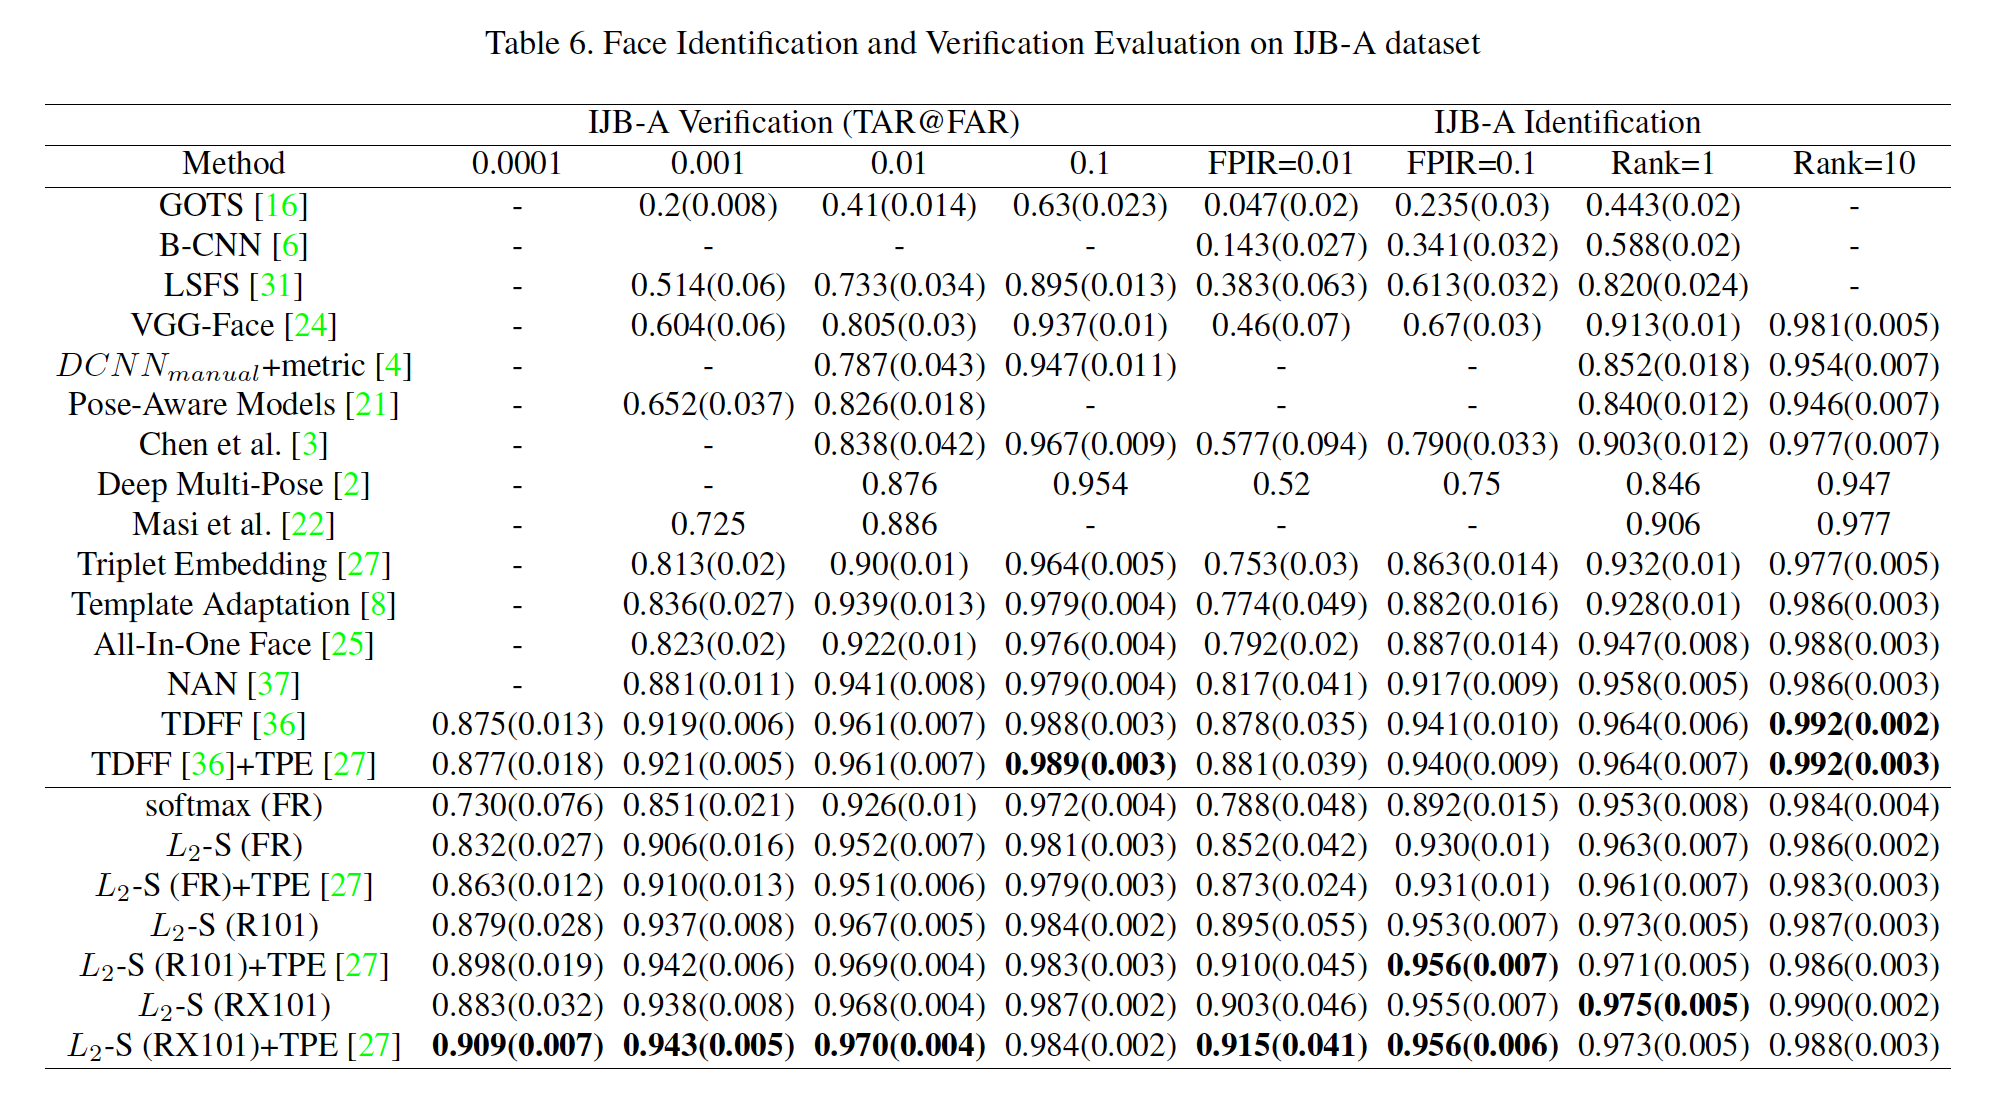 Table 6. Face Identification and Verification Evaluation on IJB-A dataset
IJB-A Verification (TAR@FAR) IJB-A Identification
Method 0.0001 0.001 0.01 0.1 FPIR=0.01 FPIR=0.1 Rank=1 Rank=10
GOTS [16] - 0.2(0.008) 0.41(0.014) 0.63(0.023) 0.047(0.02) 0.235(0.03) 0.443(0.02) -
B-CNN [6] - - - - 0.143(0.027) 0.341(0.032) 0.588(0.02) -
LSFS [31] - 0.514(0.06) 0.733(0.034) 0.895(0.013) 0.383(0.063) 0.613(0.032) 0.820(0.024) -
VGG-Face [24] - 0.604(0.06) 0.805(0.03) 0.937(0.01) 0.46(0.07) 0.67(0.03) 0.913(0.01) 0.981(0.005)
DCNNmanual+metric [4] - - 0.787(0.043) 0.947(0.011) - - 0.852(0.018) 0.954(0.007)
Pose-Aware Models [21] - 0.652(0.037) 0.826(0.018) - - - 0.840(0.012) 0.946(0.007)
Chen et al. [3] - - 0.838(0.042) 0.967(0.009) 0.577(0.094) 0.790(0.033) 0.903(0.012) 0.977(0.007)
Deep Multi-Pose [2] - - 0.876 0.954 0.52 0.75 0.846 0.947
Masi et al. [22] - 0.725 0.886 - - - 0.906 0.977
Triplet Embedding [27] - 0.813(0.02) 0.90(0.01) 0.964(0.005) 0.753(0.03) 0.863(0.014) 0.932(0.01) 0.977(0.005)
Template Adaptation [8] - 0.836(0.027) 0.939(0.013) 0.979(0.004) 0.774(0.049) 0.882(0.016) 0.928(0.01) 0.986(0.003)
All-In-One Face [25] - 0.823(0.02) 0.922(0.01) 0.976(0.004) 0.792(0.02) 0.887(0.014) 0.947(0.008) 0.988(0.003)
NAN [37] - 0.881(0.011) 0.941(0.008) 0.979(0.004) 0.817(0.041) 0.917(0.009) 0.958(0.005) 0.986(0.003)
TDFF [36] 0.875(0.013) 0.919(0.006) 0.961(0.007) 0.988(0.003) 0.878(0.035) 0.941(0.010) 0.964(0.006) 0.992(0.002)
TDFF [36]+TPE [27] 0.877(0.018) 0.921(0.005) 0.961(0.007) 0.989(0.003) 0.881(0.039) 0.940(0.009) 0.964(0.007) 0.992(0.003)
softmax (FR) 0.730(0.076) 0.851(0.021) 0.926(0.01) 0.972(0.004) 0.788(0.048) 0.892(0.015) 0.953(0.008) 0.984(0.004)
L2-S (FR) 0.832(0.027) 0.906(0.016) 0.952(0.007) 0.981(0.003) 0.852(0.042) 0.930(0.01) 0.963(0.007) 0.986(0.002)
L2-S (FR)+TPE [27] 0.863(0.012) 0.910(0.013) 0.951(0.006) 0.979(0.003) 0.873(0.024) 0.931(0.01) 0.961(0.007) 0.983(0.003)
L2-S (R101) 0.879(0.028) 0.937(0.008) 0.967(0.005) 0.984(0.002) 0.895(0.055) 0.953(0.007) 0.973(0.005) 0.987(0.003)
L2-S (R101)+TPE [27] 0.898(0.019) 0.942(0.006) 0.969(0.004) 0.983(0.003) 0.910(0.045) 0.956(0.007) 0.971(0.005) 0.986(0.003)
L2-S (RX101) 0.883(0.032) 0.938(0.008) 0.968(0.004) 0.987(0.002) 0.903(0.046) 0.955(0.007) 0.975(0.005) 0.990(0.002)
L2-S (RX101)+TPE [27] 0.909(0.007) 0.943(0.005) 0.970(0.004) 0.984(0.002) 0.915(0.041) 0.956(0.006) 0.973(0.005) 0.988(0.003)